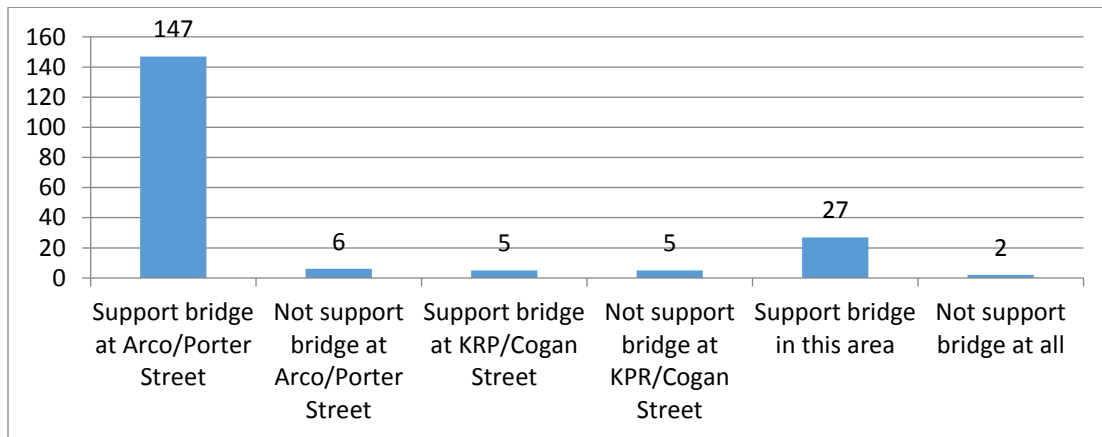 160
140
120
100
80
60
40
20
0
147
6
5
5
27
2
Support bridge
at Arco/Porter
Street
Not support
bridge at
Arco/Porter
Street
Support bridge
at KRP/Cogan
Street
Not support
bridge at
KPR/Cogan
Street
Support bridge
in this area
Not support
bridge at all